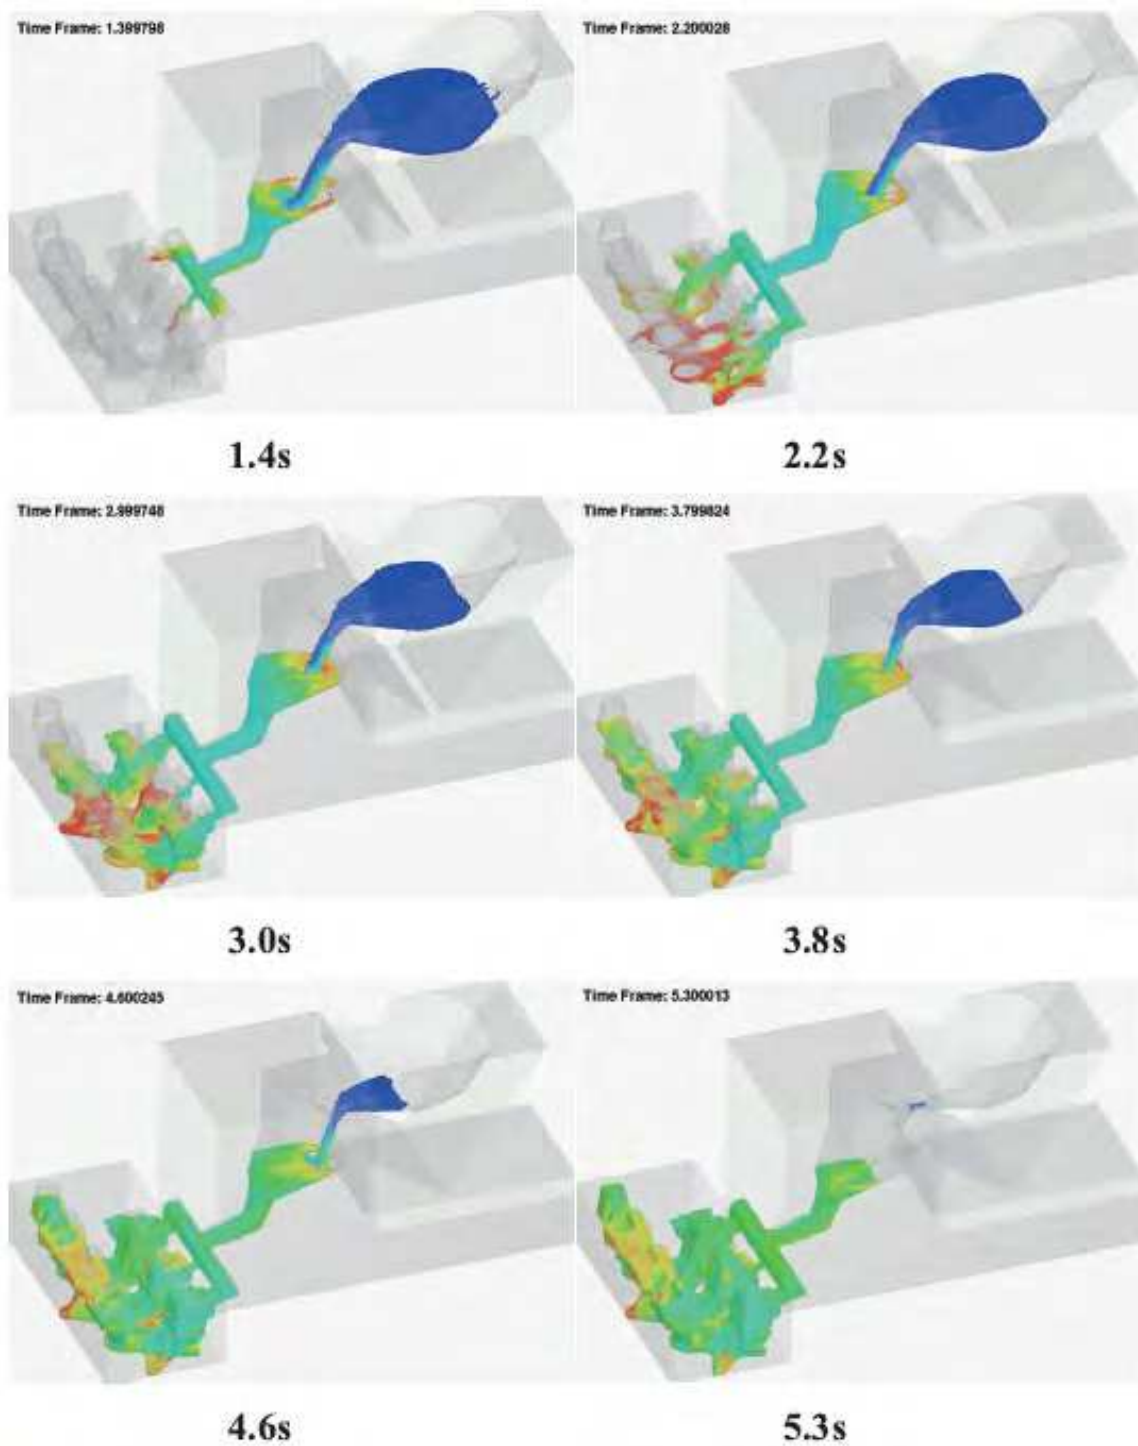 Time Frame: 1.399798
Time Frame: 2.200028
1.4s
2.2s
Time Frame: 2.999748
Time Frame: 3.799824
3.0s
3.8s
Time Frame: 4.600245
Time Frame: 5.300013
4.6s
5.3s